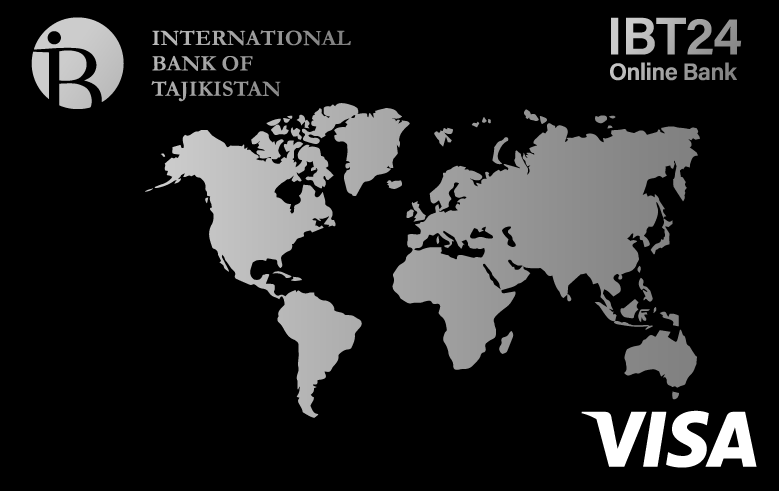 INTERNATIONAL
BANK OF
TAJIKISTAN
IBT24
Online Bank
VISA